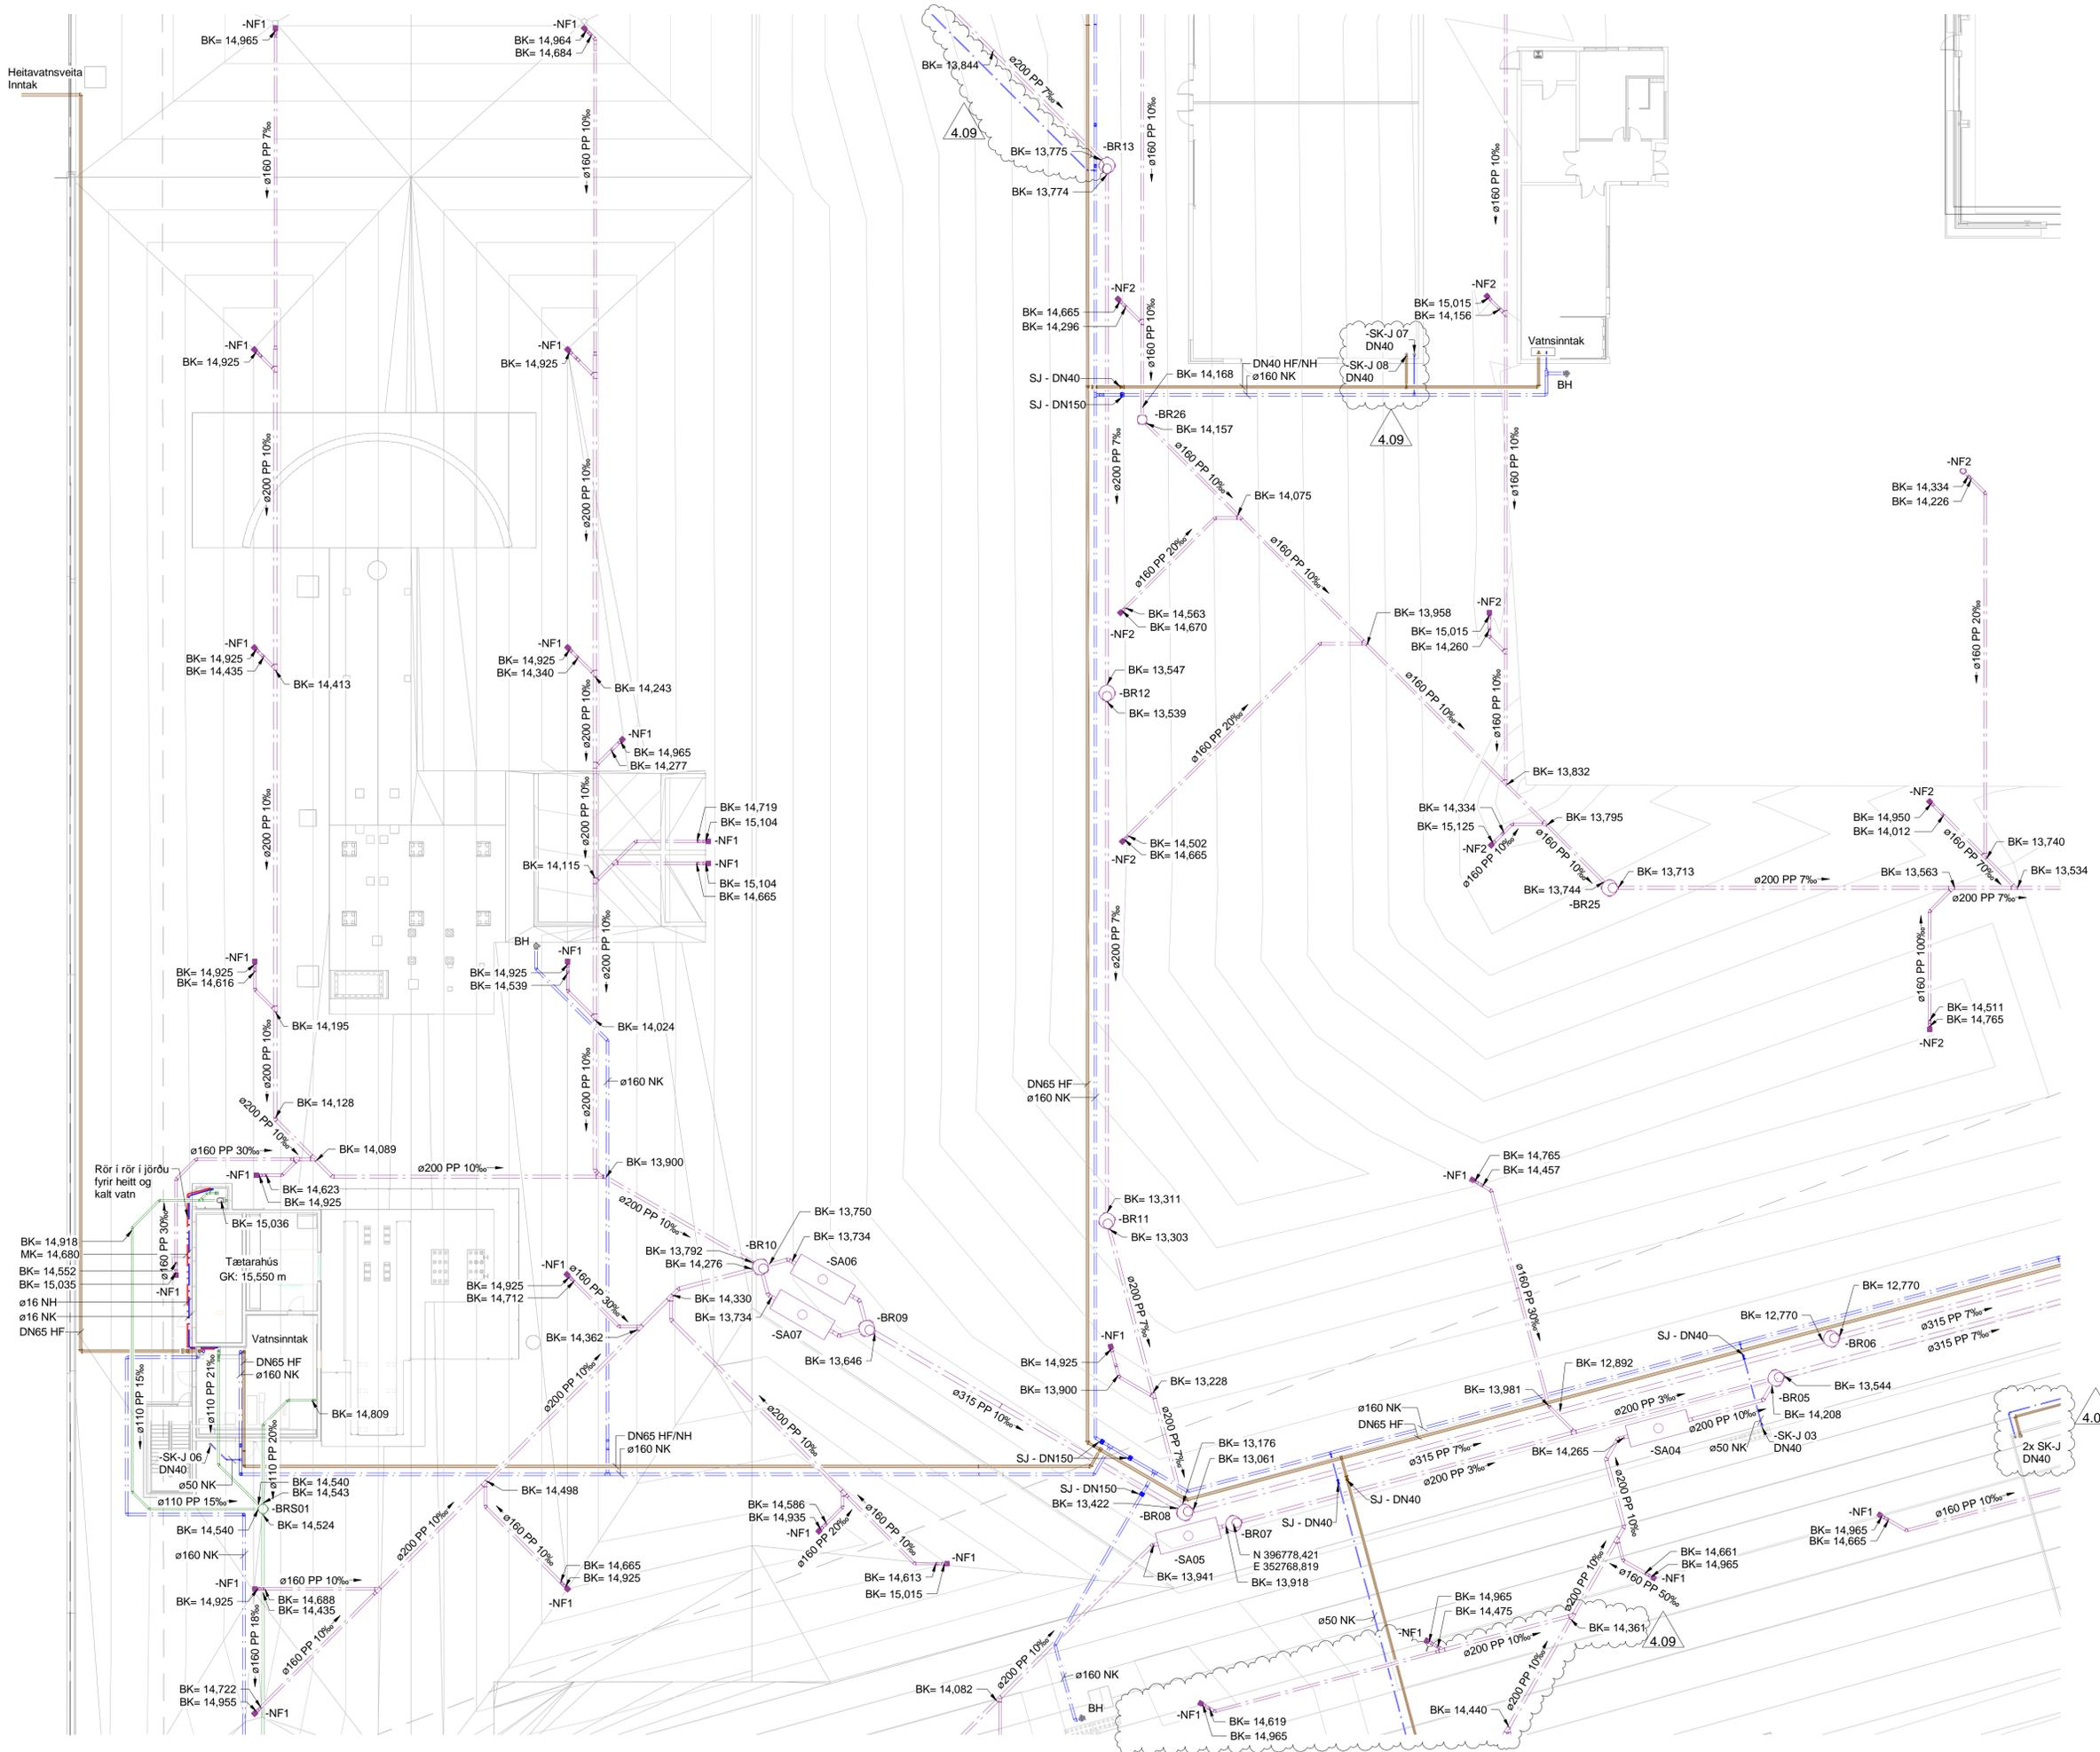 -NF1
BK= 14,965
-NF1
BK= 14,964
BK= 14,684
Heitavatnsveita
Inntak
BK= 13,844
ø200 PP 7‰
4.09
ø160 PP 7‰
ø160 PP 10‰
ø160 PP 10‰
ø160 PP 10‰
-BR13
BK= 13,775
BK= 13,774
-NF2
BK= 14,665
BK= 14,296
-NF2
BK= 15,015
BK= 14,156
ø160 PP 10‰
-NF1
BK= 14,925
-NF1
BK= 14,925
-SK-J 07
DN40
-SK-J 08
DN40
Vatnsinntak
BH
DN40 HF/NH
ø160 NK
SJ - DN40
SJ - DN150
BK= 14,168
-BR26
BK= 14,157
4.09
ø200 PP 10‰
ø200 PP 10‰
ø200 PP 7‰
ø160 PP 10‰
ø160 PP 10‰
-NF2
BK= 14,334
BK= 14,226
BK= 14,075
ø160 PP 20‰
ø160 PP 10‰
BK= 14,563
BK= 14,670
-NF2
BK= 13,958
-NF2
BK= 15,015
BK= 14,260
ø160 PP 20‰
-NF1
BK= 14,925
BK= 14,435
BK= 14,413
-NF1
BK= 14,925
BK= 14,340
BK= 14,243
BK= 13,547
-BR12
BK= 13,539
ø200 PP 10‰
-NF1
BK= 14,965
BK= 14,277
ø160 PP 20‰
ø160 PP 10‰
ø160 PP 10‰
BK= 13,832
ø200 PP 10‰
ø200 PP 10‰
BK= 14,719
BK= 15,104
-NF1
-NF1
BK= 15,104
BK= 14,665
BK= 14,115
BK= 14,502
BK= 14,665
-NF2
BK= 14,334
BK= 15,125
-NF2
ø160 PP 10‰
BK= 13,795
ø160 PP 10‰
BK= 13,744
BK= 13,713
-BR25
ø200 PP 7‰
-NF2
BK= 14,950
BK= 14,012
ø160 PP 70‰
BK= 13,740
BK= 13,563
BK= 13,534
ø200 PP 7‰
ø160 PP 100‰
BK= 14,511
BK= 14,765
-NF2
-NF1
BK= 14,925
BK= 14,616
BK= 14,195
BH
-NF1
BK= 14,925
BK= 14,539
BK= 14,024
ø200 PP 10‰
ø200 PP 7‰
ø200 PP 10‰
ø200 PP 10‰
ø160 NK
DN65 HF
ø160 NK
BK= 14,128
ø200 PP 10‰
BK= 14,089
ø160 PP 30‰
Rör í rör í jörðu
fyrir heitt og
kalt vatn
-NF1
BK= 14,623
BK= 14,925
ø200 PP 10‰
BK= 13,900
ø200 PP 10‰
-NF1
BK= 14,765
BK= 14,457
BK= 15,036
BK= 14,918
MK= 14,680
BK= 14,552
BK= 15,035
-NF1
ø16 NH
ø16 NK
DN65 HF
ø160 PP 30‰
Tætarahús
GK: 15,550 m
Vatnsinntak
BK= 13,750
BK= 13,734
-BR10
BK= 13,792
BK= 14,276
-SA06
BK= 14,330
BK= 13,734
-SA07
-BR09
BK= 13,646
-NF1
BK= 14,925
BK= 14,712
ø160 PP 30‰
BK= 14,362
BK= 13,311
-BR11
BK= 13,303
ø200 PP 7‰
ø160 PP 30‰
-NF1
BK= 14,925
BK= 13,900
BK= 13,228
ø200 PP 7‰
BK= 12,770
BK= 12,770
-BR06
SJ - DN40
ø315 PP 7‰
ø315 PP 7‰
BK= 12,892
BK= 13,981
BK= 13,544
-BR05
BK= 14,208
ø200 PP 3‰
ø200 PP 10‰
-SK-J 03
DN40
ø50 NK
-SA04
BK= 14,265
ø160 NK
DN65 HF
ø315 PP 7‰
ø200 PP 3‰
2x SK-J
DN40
4.0
DN65 HF
ø160 NK
ø110 PP 15‰
ø110 PP 21‰
ø110 PP 20‰
BK= 14,809
-SK-J 06
DN40
ø50 NK
BK= 14,540
BK= 14,543
ø110 PP 15‰
-BRS01
BK= 14,540
BK= 14,524
ø160 NK
ø200 PP 10‰
ø200 PP 10‰
ø315 PP 10‰
DN65 HF/NH
ø160 NK
SJ - DN150
SJ - DN150
BK= 13,176
BK= 13,061
BK= 13,422
-BR08
SJ - DN40
SJ - DN40
-BR07
N 396778,421
E 352768,819
BK= 13,918
-SA05
BK= 13,941
BK= 14,498
ø160 PP 10‰
ø200 PP 10‰
BK= 14,586
BK= 14,935
-NF1
ø160 PP 20‰
ø160 PP 10‰
-NF1
BK= 14,613
BK= 15,015
BK= 14,665
BK= 14,925
-NF1
-NF1
BK= 14,925
ø160 PP 10‰
BK= 14,688
BK= 14,435
ø160 PP 18‰
ø160 PP 10‰
BK= 14,722
BK= 14,955
-NF1
ø200 PP 10‰
BK= 14,082
ø160 NK
BH
ø200 PP 10‰
-NF1
BK= 14,965
BK= 14,665
ø160 PP 10‰
BK= 14,661
BK= 14,965
-NF1
ø160 PP 50‰
ø200 PP 10‰
BK= 14,965
BK= 14,475
-NF1
ø50 NK
ø200 PP 10‰
BK= 14,361
4.09
-NF1
BK= 14,619
BK= 14,965
BK= 14,440
ø200 PP 10‰